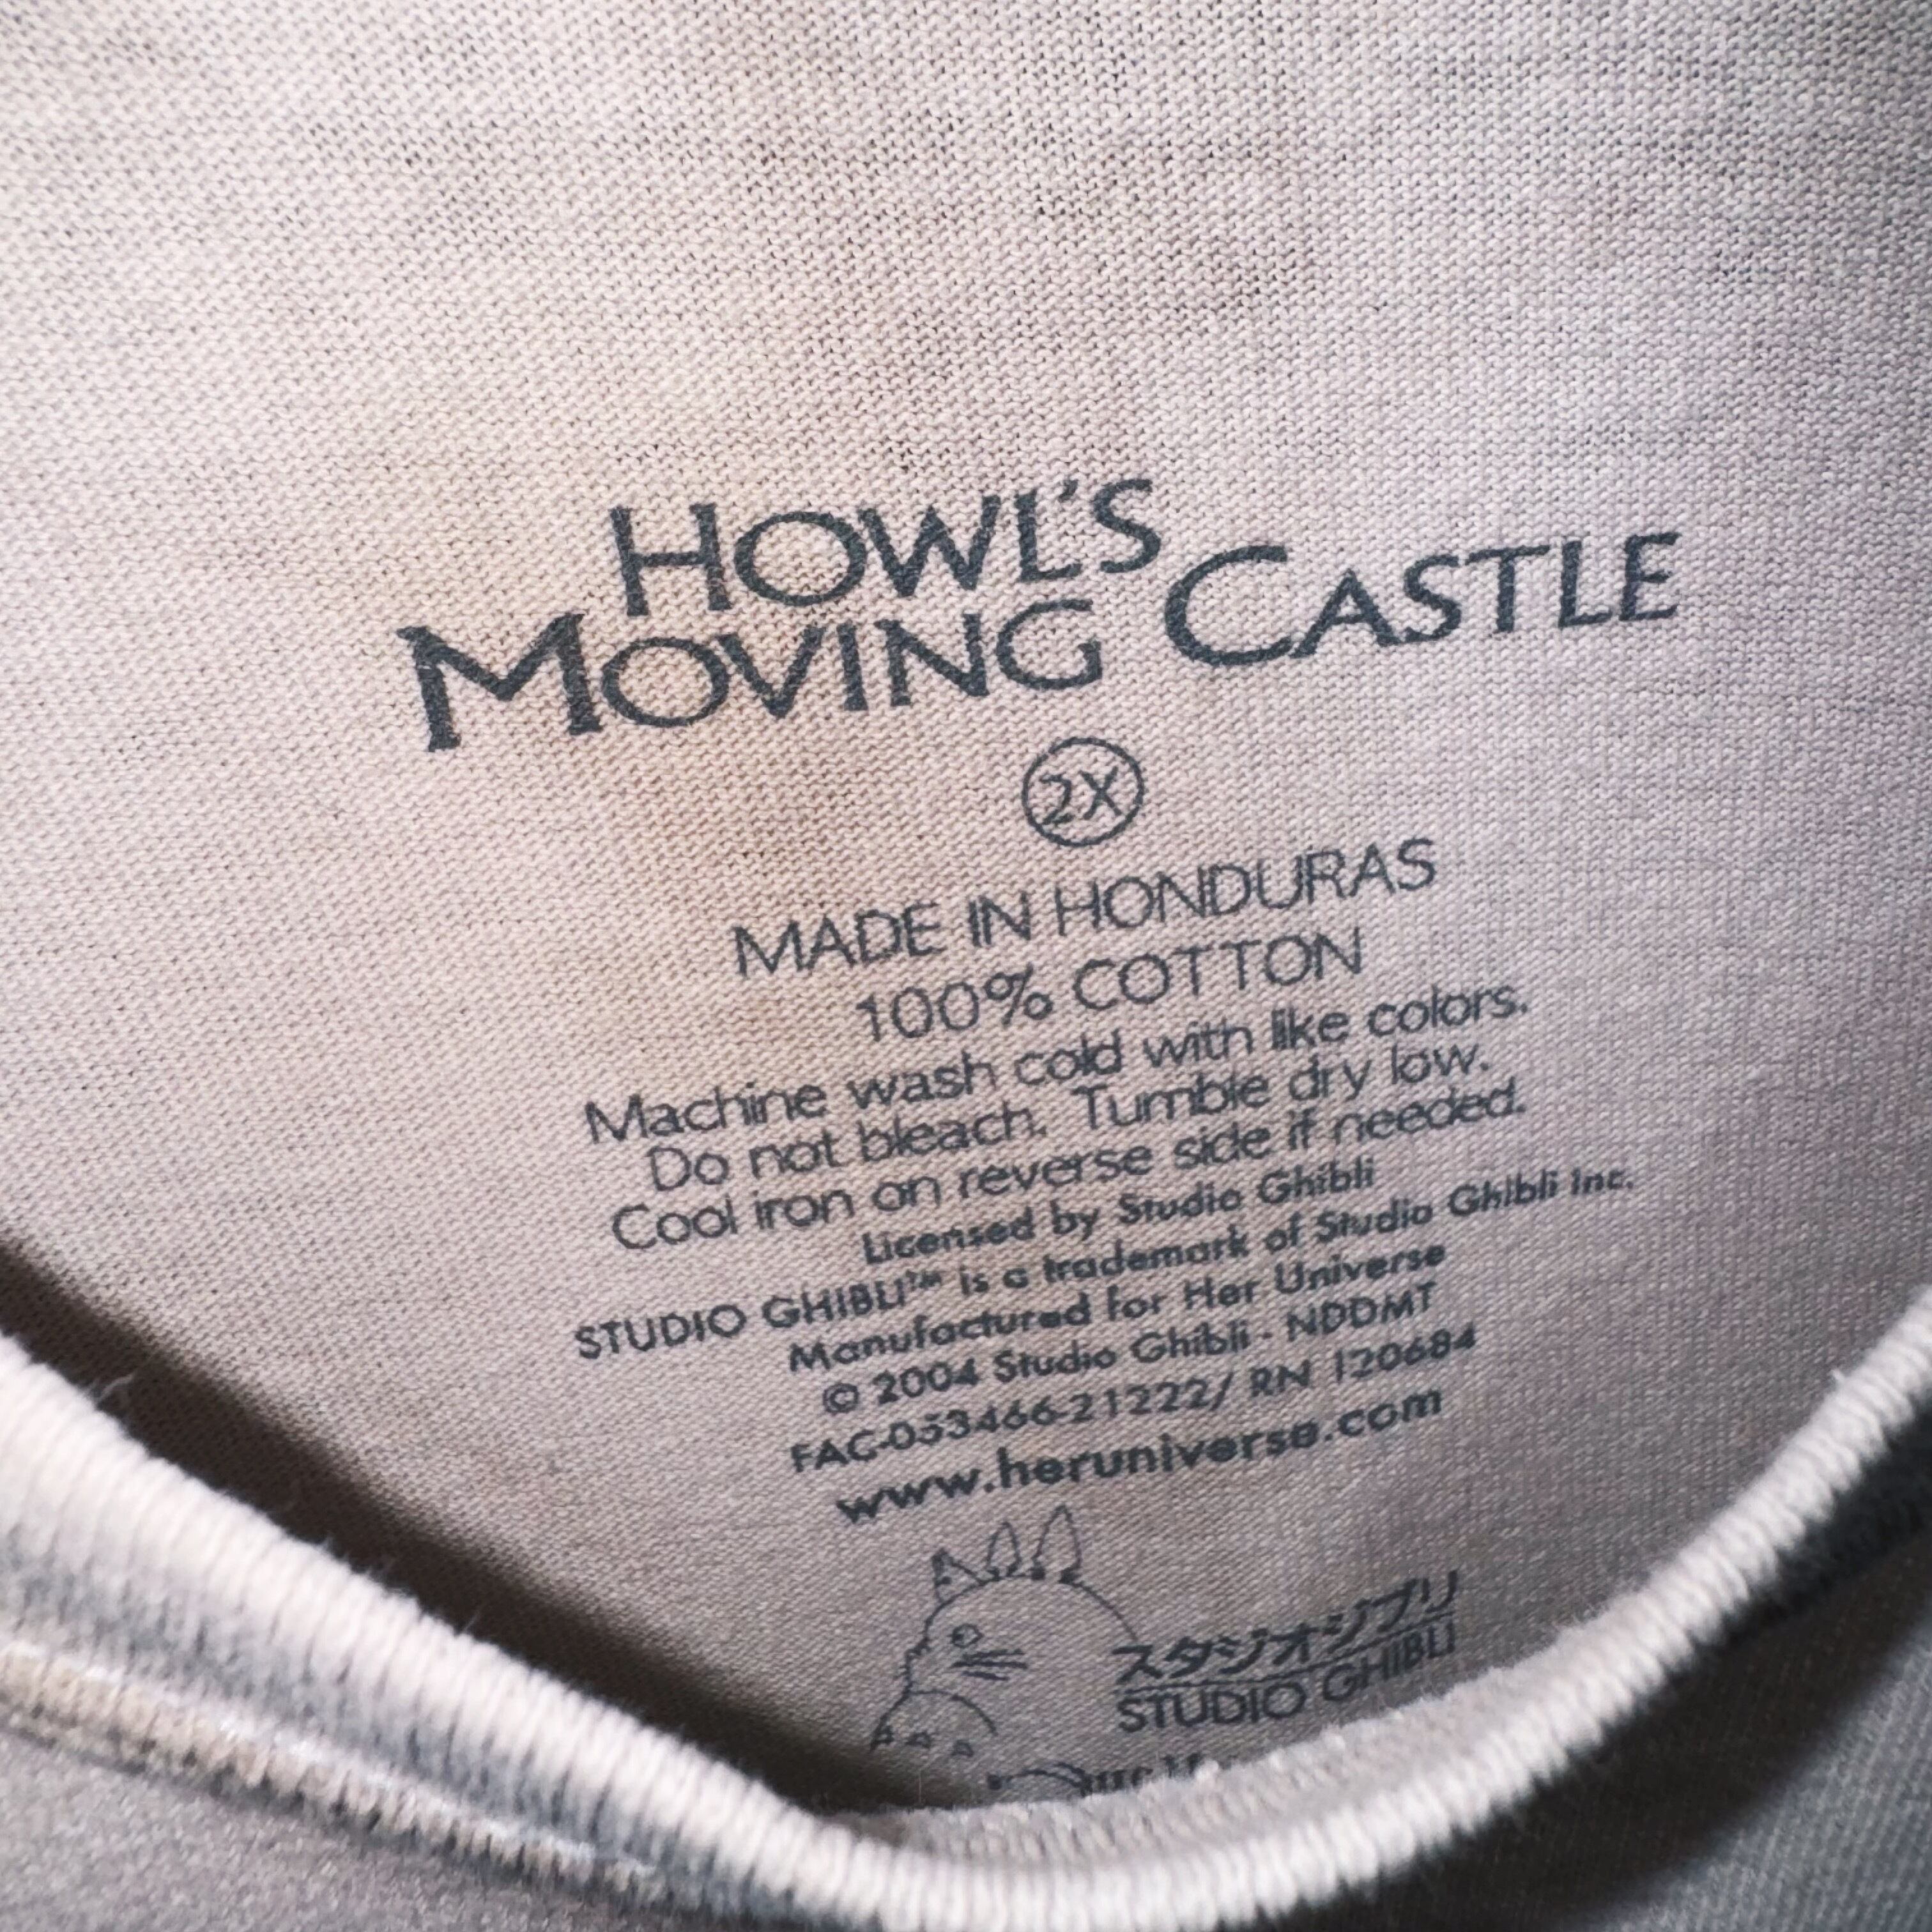 HOWL'S
MOVING CASTLE
2X
MADE IN HONDURAS
100% COTTON
Machine wash cold with like colors.
Do not bleach. Tumble dry low.
Cool iron on reverse side if needed.
Licensed by Studio Ghibli
STUDIO GHIBLI™ is a trademark of Studio Ghibli Inc.
Manufactured for Her Universe
© 2004 Studio Ghibli - NDDMT
FAC-053466-21222/ RN 120684
www.heruniverse.com
スタジオジブリ
STUDIO GHIBLI